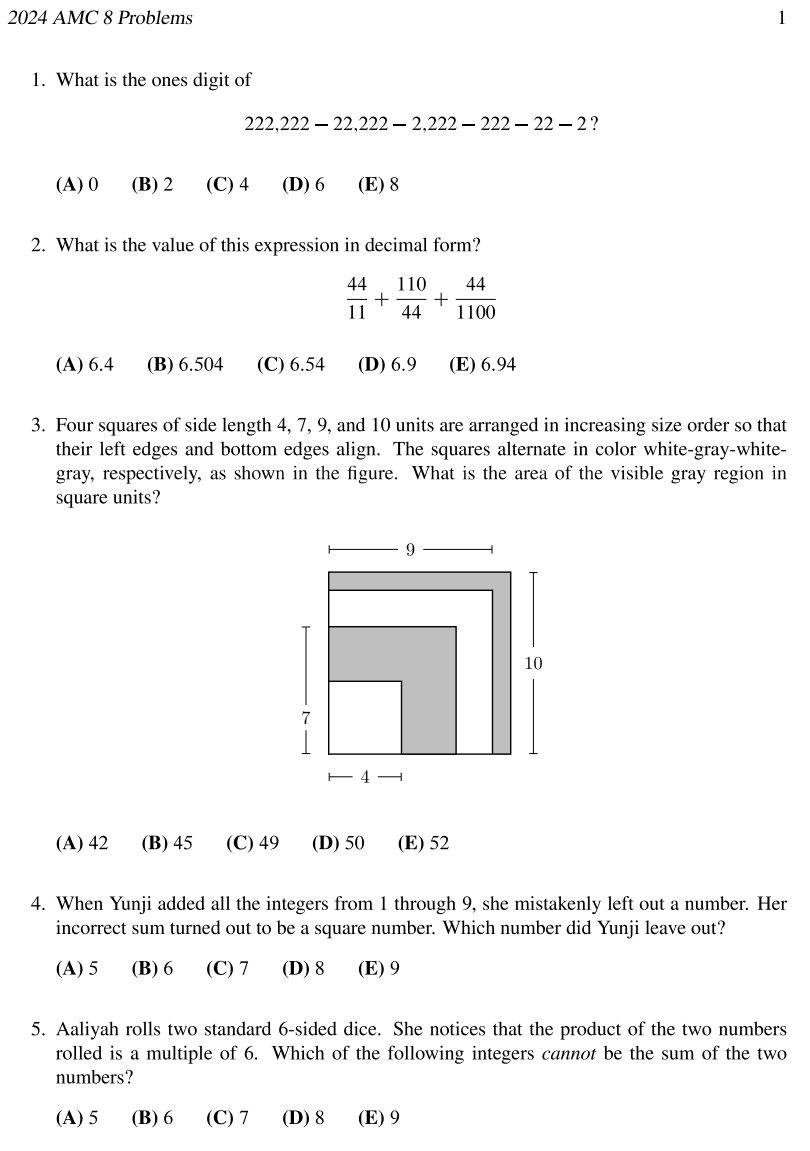 2024 AMC 8 Problems 1
1. What is the ones digit of
222,222 − 22,222 − 2,222 − 222 − 22 − 2 ?
(A) 0 (B) 2 (C) 4 (D) 6 (E) 8
2. What is the value of this expression in decimal form?
44/11 + 110/44 + 44/1100
(A) 6.4 (B) 6.504 (C) 6.54 (D) 6.9 (E) 6.94
3. Four squares of side length 4, 7, 9, and 10 units are arranged in increasing size order so that
their left edges and bottom edges align. The squares alternate in color white-gray-white-
gray, respectively, as shown in the figure. What is the area of the visible gray region in
square units?
9
10
7
4
(A) 42 (B) 45 (C) 49 (D) 50 (E) 52
4. When Yunji added all the integers from 1 through 9, she mistakenly left out a number. Her
incorrect sum turned out to be a square number. Which number did Yunji leave out?
(A) 5 (B) 6 (C) 7 (D) 8 (E) 9
5. Aaliyah rolls two standard 6-sided dice. She notices that the product of the two numbers
rolled is a multiple of 6. Which of the following integers cannot be the sum of the two
numbers?
(A) 5 (B) 6 (C) 7 (D) 8 (E) 9